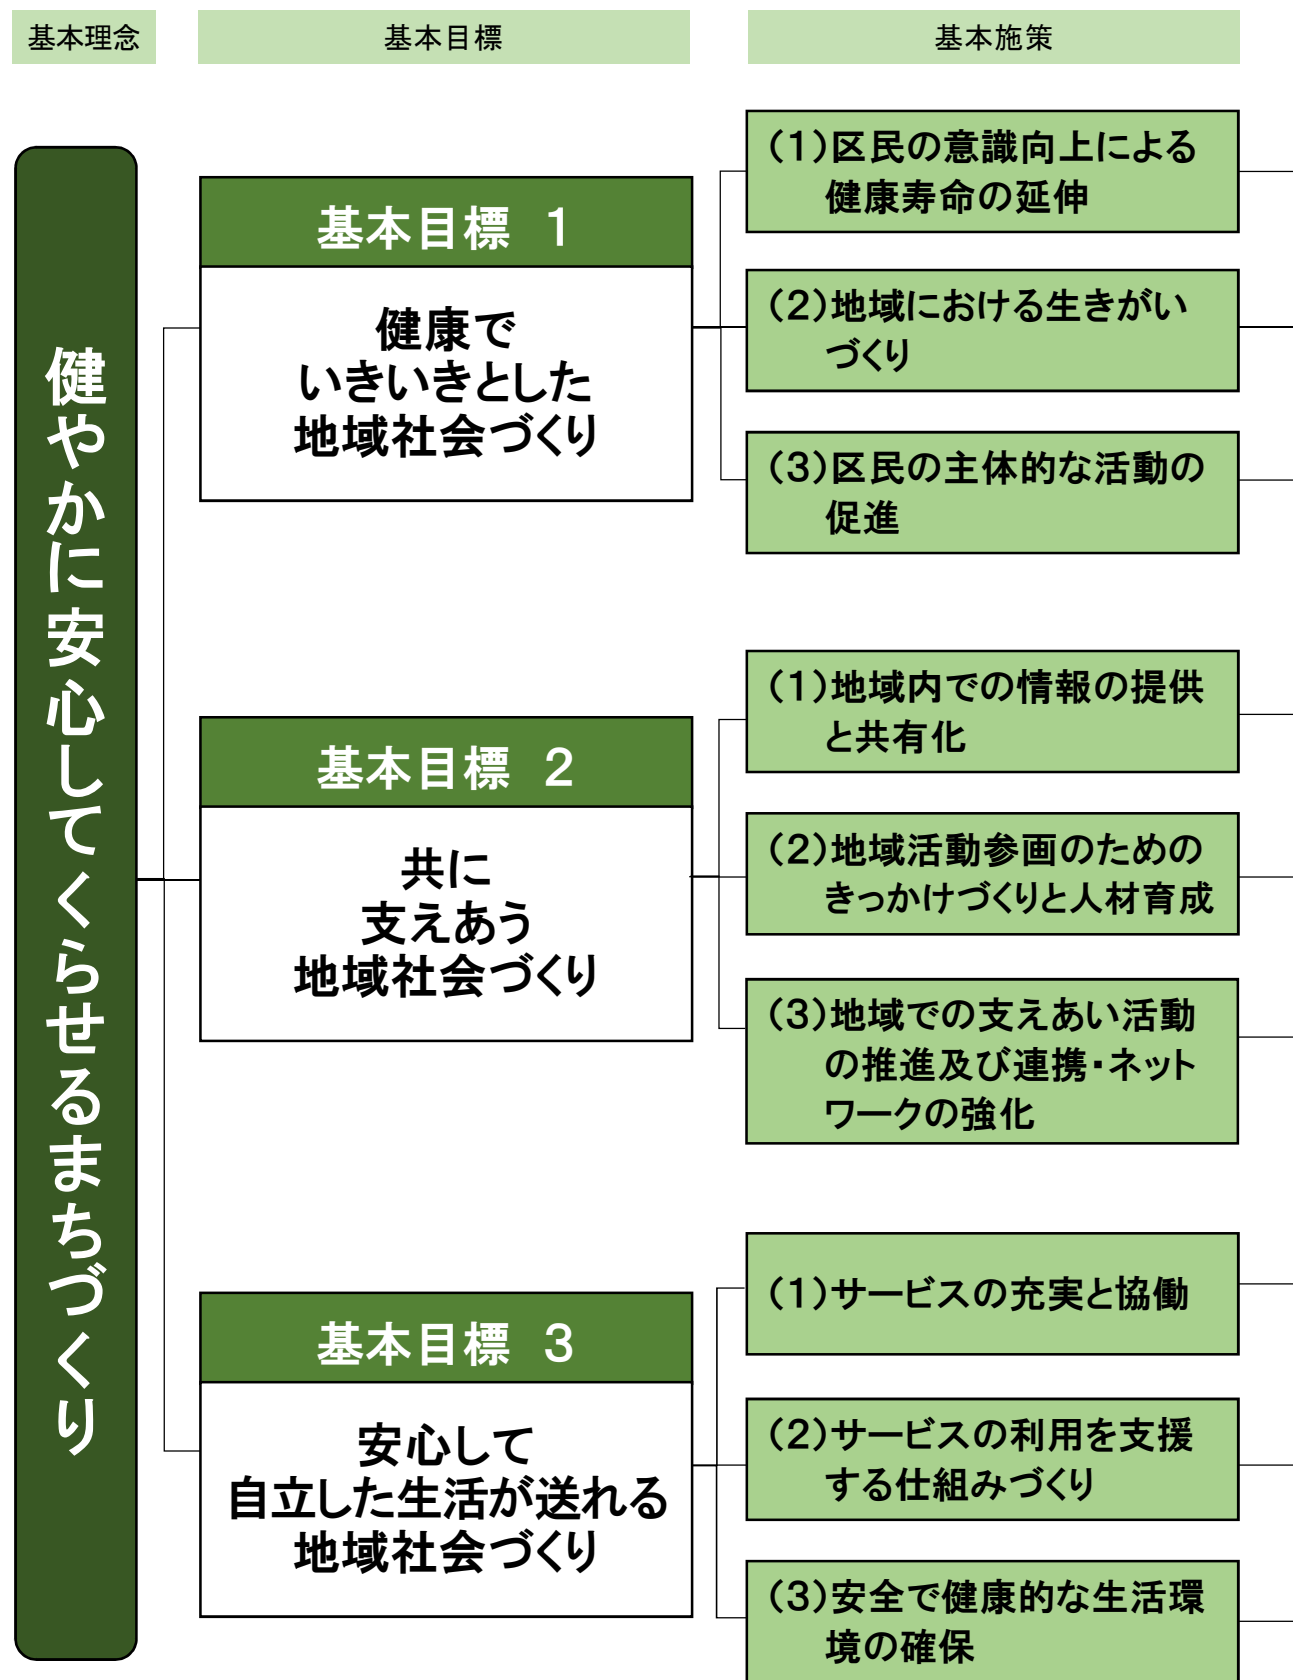 基本理念
基本目標
基本施策
健やかに安心してくらせるまちづくり
基本目標 1
健康で
いきいきとした
地域社会づくり
(1)区民の意識向上による
健康寿命の延伸
(2)地域における生きがい
づくり
(3)区民の主体的な活動の
促進
基本目標 2
共に
支えあう
地域社会づくり
(1)地域内での情報の提供
と共有化
(2)地域活動参画のための
きっかけづくりと人材育成
(3)地域での支えあい活動
の推進及び連携・ネット
ワークの強化
基本目標 3
安心して
自立した生活が送れる
地域社会づくり
(1)サービスの充実と協働
(2)サービスの利用を支援
する仕組みづくり
(3)安全で健康的な生活環
境の確保